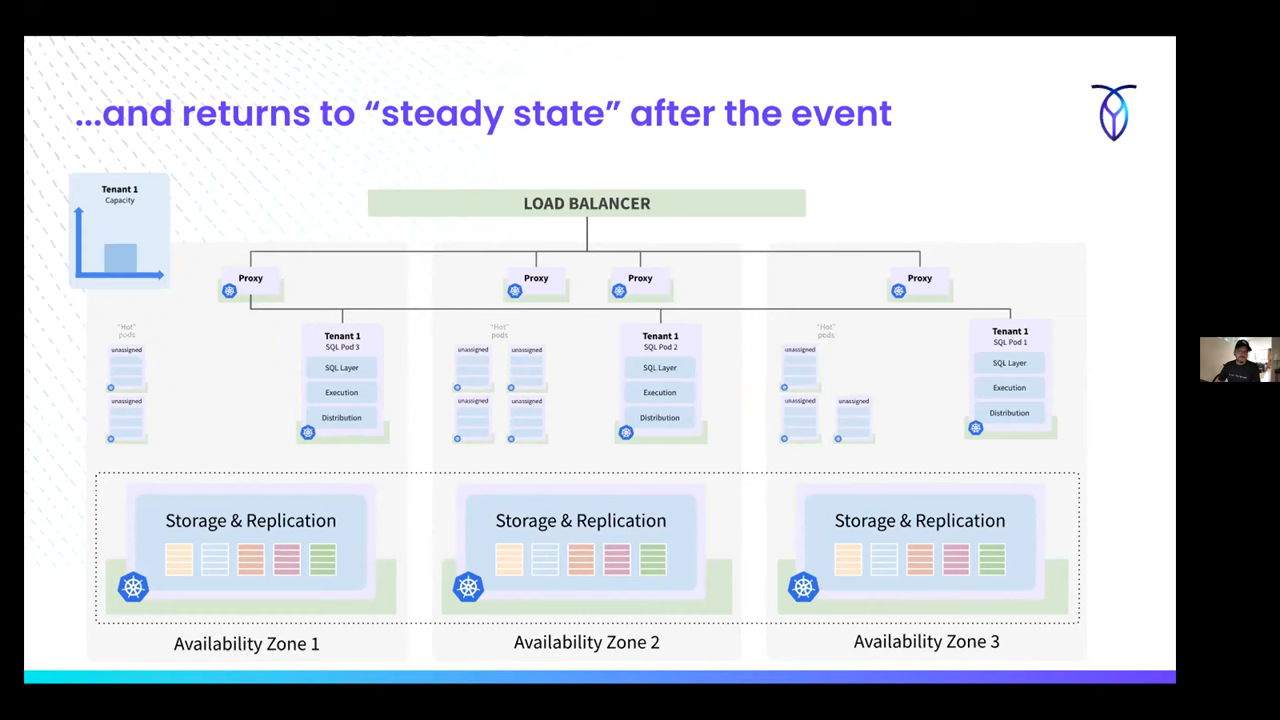 ...and returns to “steady state” after the event
Tenant 1
Capacity
LOAD BALANCER
Proxy
Proxy
Proxy
Proxy
"Hot"
pods
unassigned
unassigned
Tenant 1
SQL Pod 3
SQL Layer
Execution
Distribution
"Hot"
pods
unassigned
unassigned
unassigned
unassigned
Tenant 1
SQL Pod 2
SQL Layer
Execution
Distribution
"Hot"
pods
unassigned
unassigned
unassigned
Tenant 1
SQL Pod 1
SQL Layer
Execution
Distribution
Storage & Replication
Storage & Replication
Storage & Replication
Availability Zone 1
Availability Zone 2
Availability Zone 3